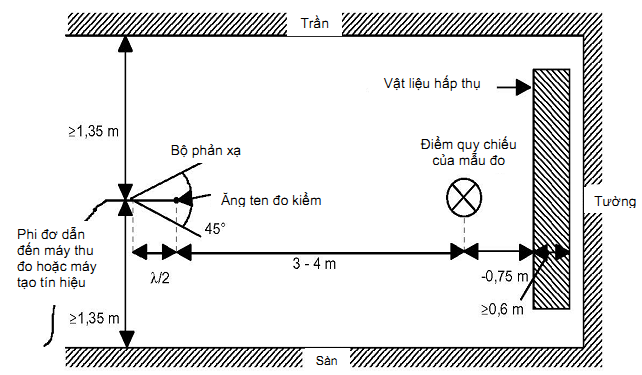 Trần
Vật liệu hấp thụ
≥1,35 m
Bộ phản xạ
Điểm quy chiếu
của mẫu đo
Ăng ten đo kiểm
Tường
45°
Phi đơ dẫn
đến máy thu
đo hoặc máy
tạo tín hiệu
λ/2
3 - 4 m
-0,75 m
≥0,6 m
≥1,35 m
Sàn